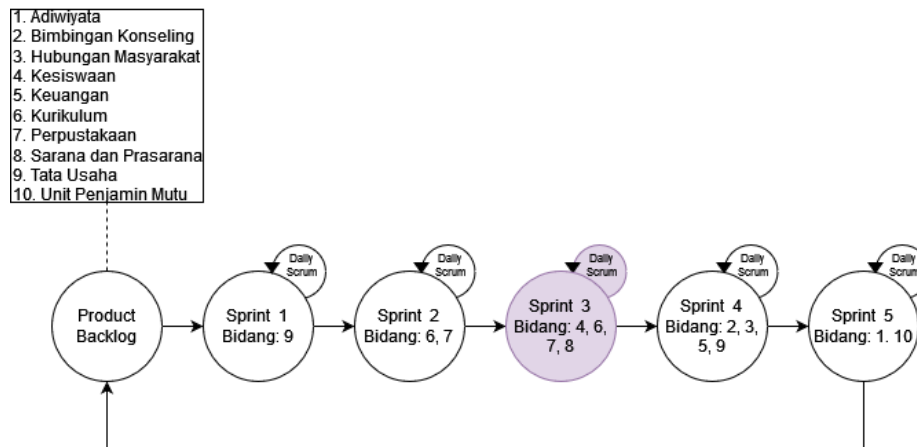 1. Adiwiyata
2. Bimbingan Konseling
3. Hubungan Masyarakat
4. Kesiswaan
5. Keuangan
6. Kurikulum
7. Perpustakaan
8. Sarana dan Prasarana
9. Tata Usaha
10. Unit Penjamin Mutu
Product
Backlog
Daily
Scrum
Sprint 1
Bidang: 9
Daily
Scrum
Sprint 2
Bidang: 6, 7
Daily
Scrum
Sprint 3
Bidang: 4, 6,
7, 8
Daily
Scrum
Sprint 4
Bidang: 2, 3,
5, 9
Daily
Scrum
Sprint 5
Bidang: 1. 10